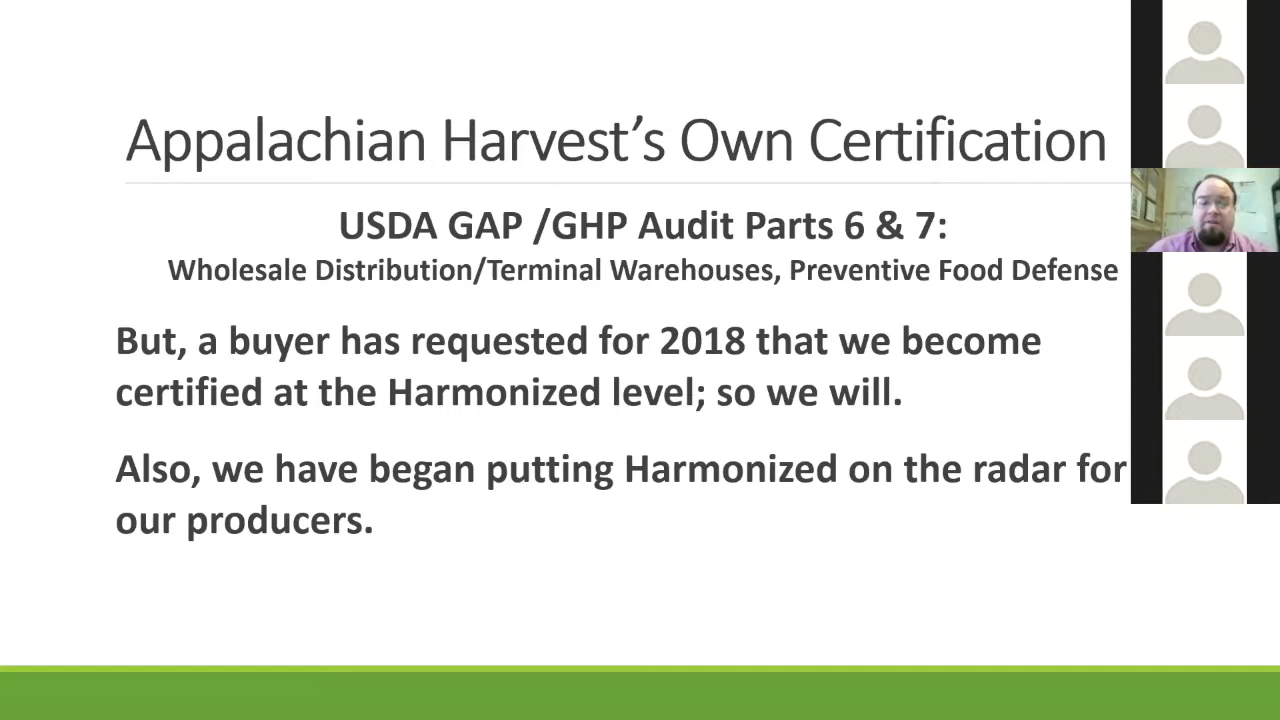 Appalachian Harvest’s Own Certification
USDA GAP /GHP Audit Parts 6 & 7:
Wholesale Distribution/Terminal Warehouses, Preventive Food Defense
But, a buyer has requested for 2018 that we become
certified at the Harmonized level; so we will.
Also, we have began putting Harmonized on the radar for
our producers.